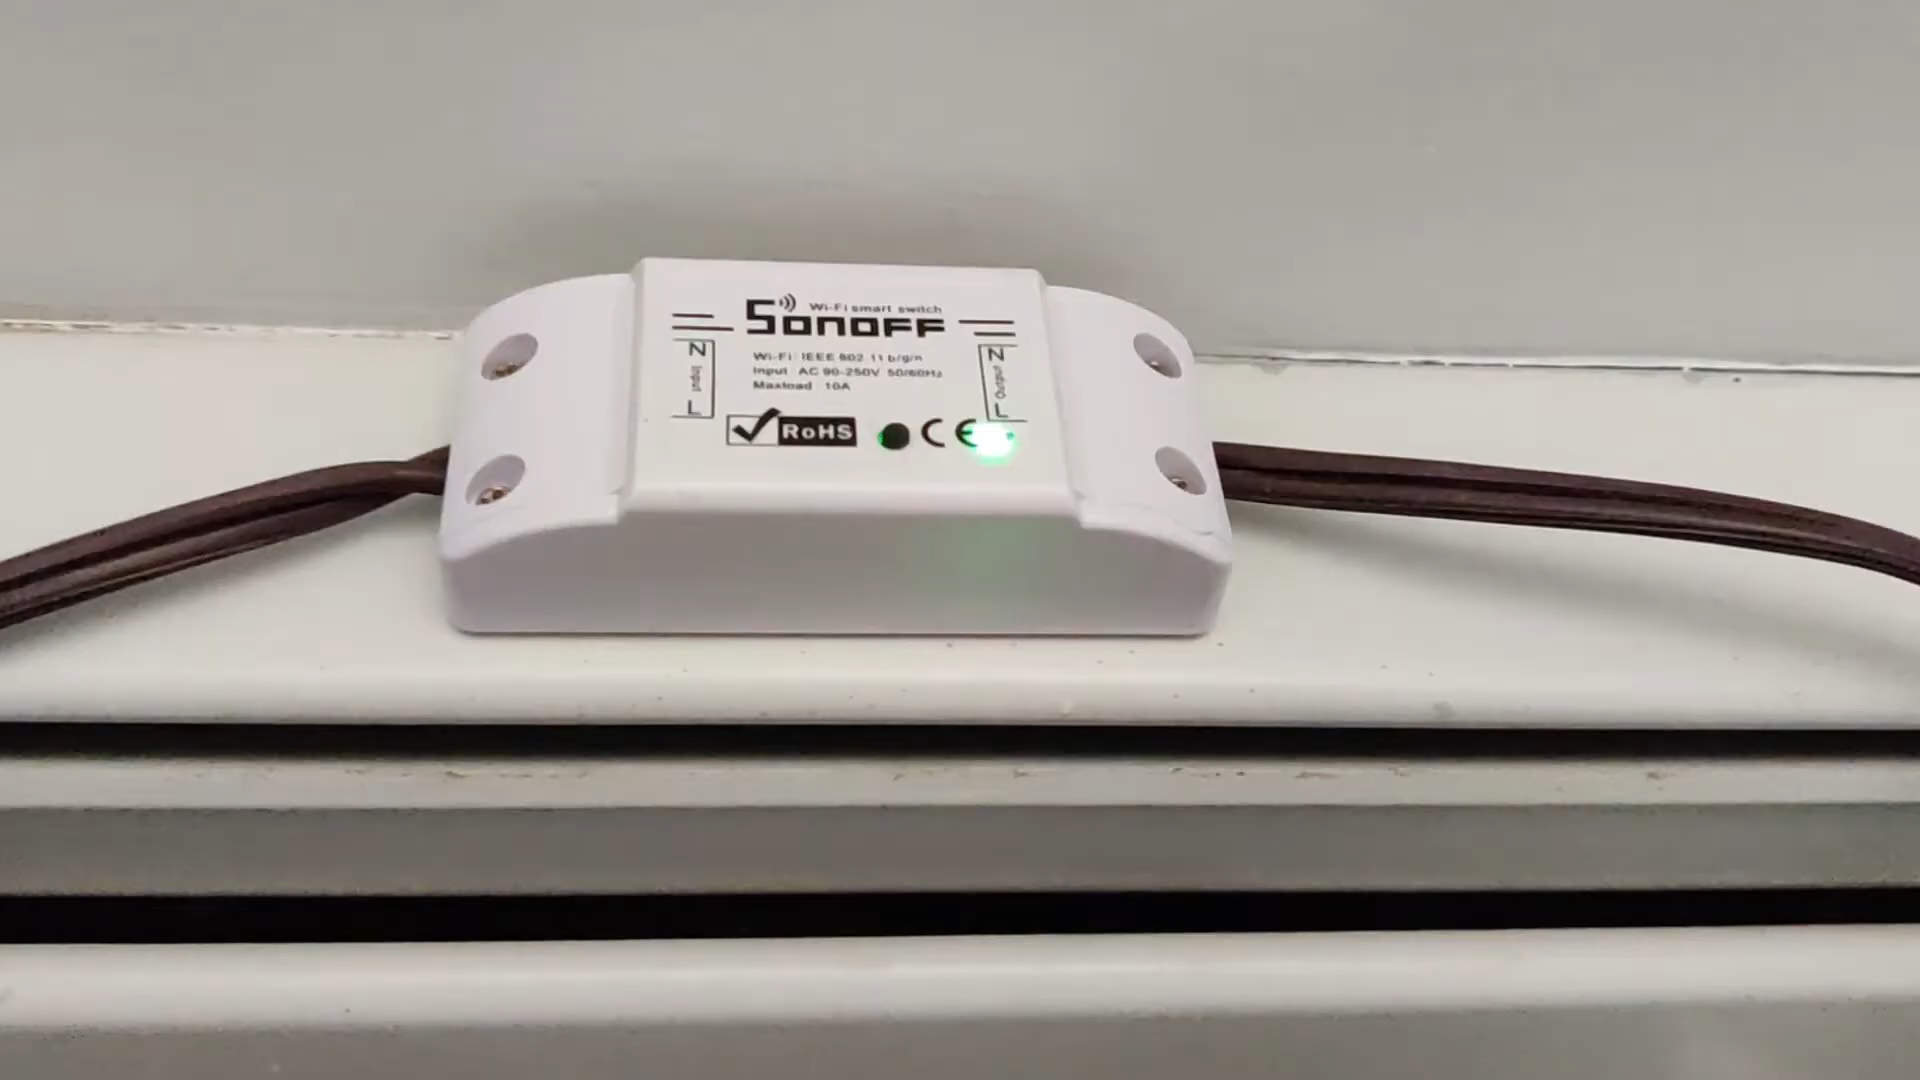 Wi-Fi smart switch
SONOFF
Wi-Fi: IEEE 802.11 b/g/n
Input: AC 90-250V 50/60Hz
Maxload: 10A
N Input L
N Output L
RoHS
CE